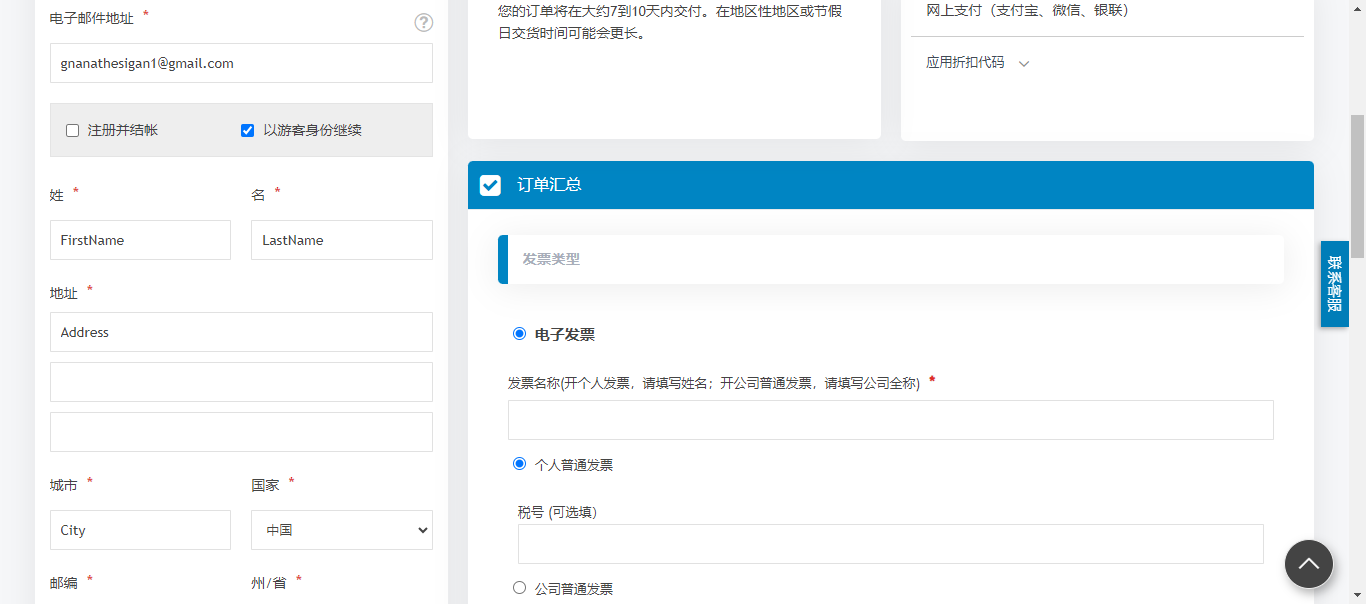 电子邮件地址 *
gnanathesigan1@gmail.com
注册并结帐
以游客身份继续
姓 *
名 *
FirstName
LastName
地址 *
Address
城市 *
国家 *
City
中国
邮编 *
州/省 *
您的订单将在大约7到10天内交付。在地区性地区或节假
日交货时间可能会更长。
网上支付（支付宝、微信、银联）
应用折扣代码
订单汇总
发票类型
电子发票
发票名称(开个人发票，请填写姓名；开公司普通发票，请填写公司全称) *
个人普通发票
税号 (可选填)
公司普通发票
联系客服